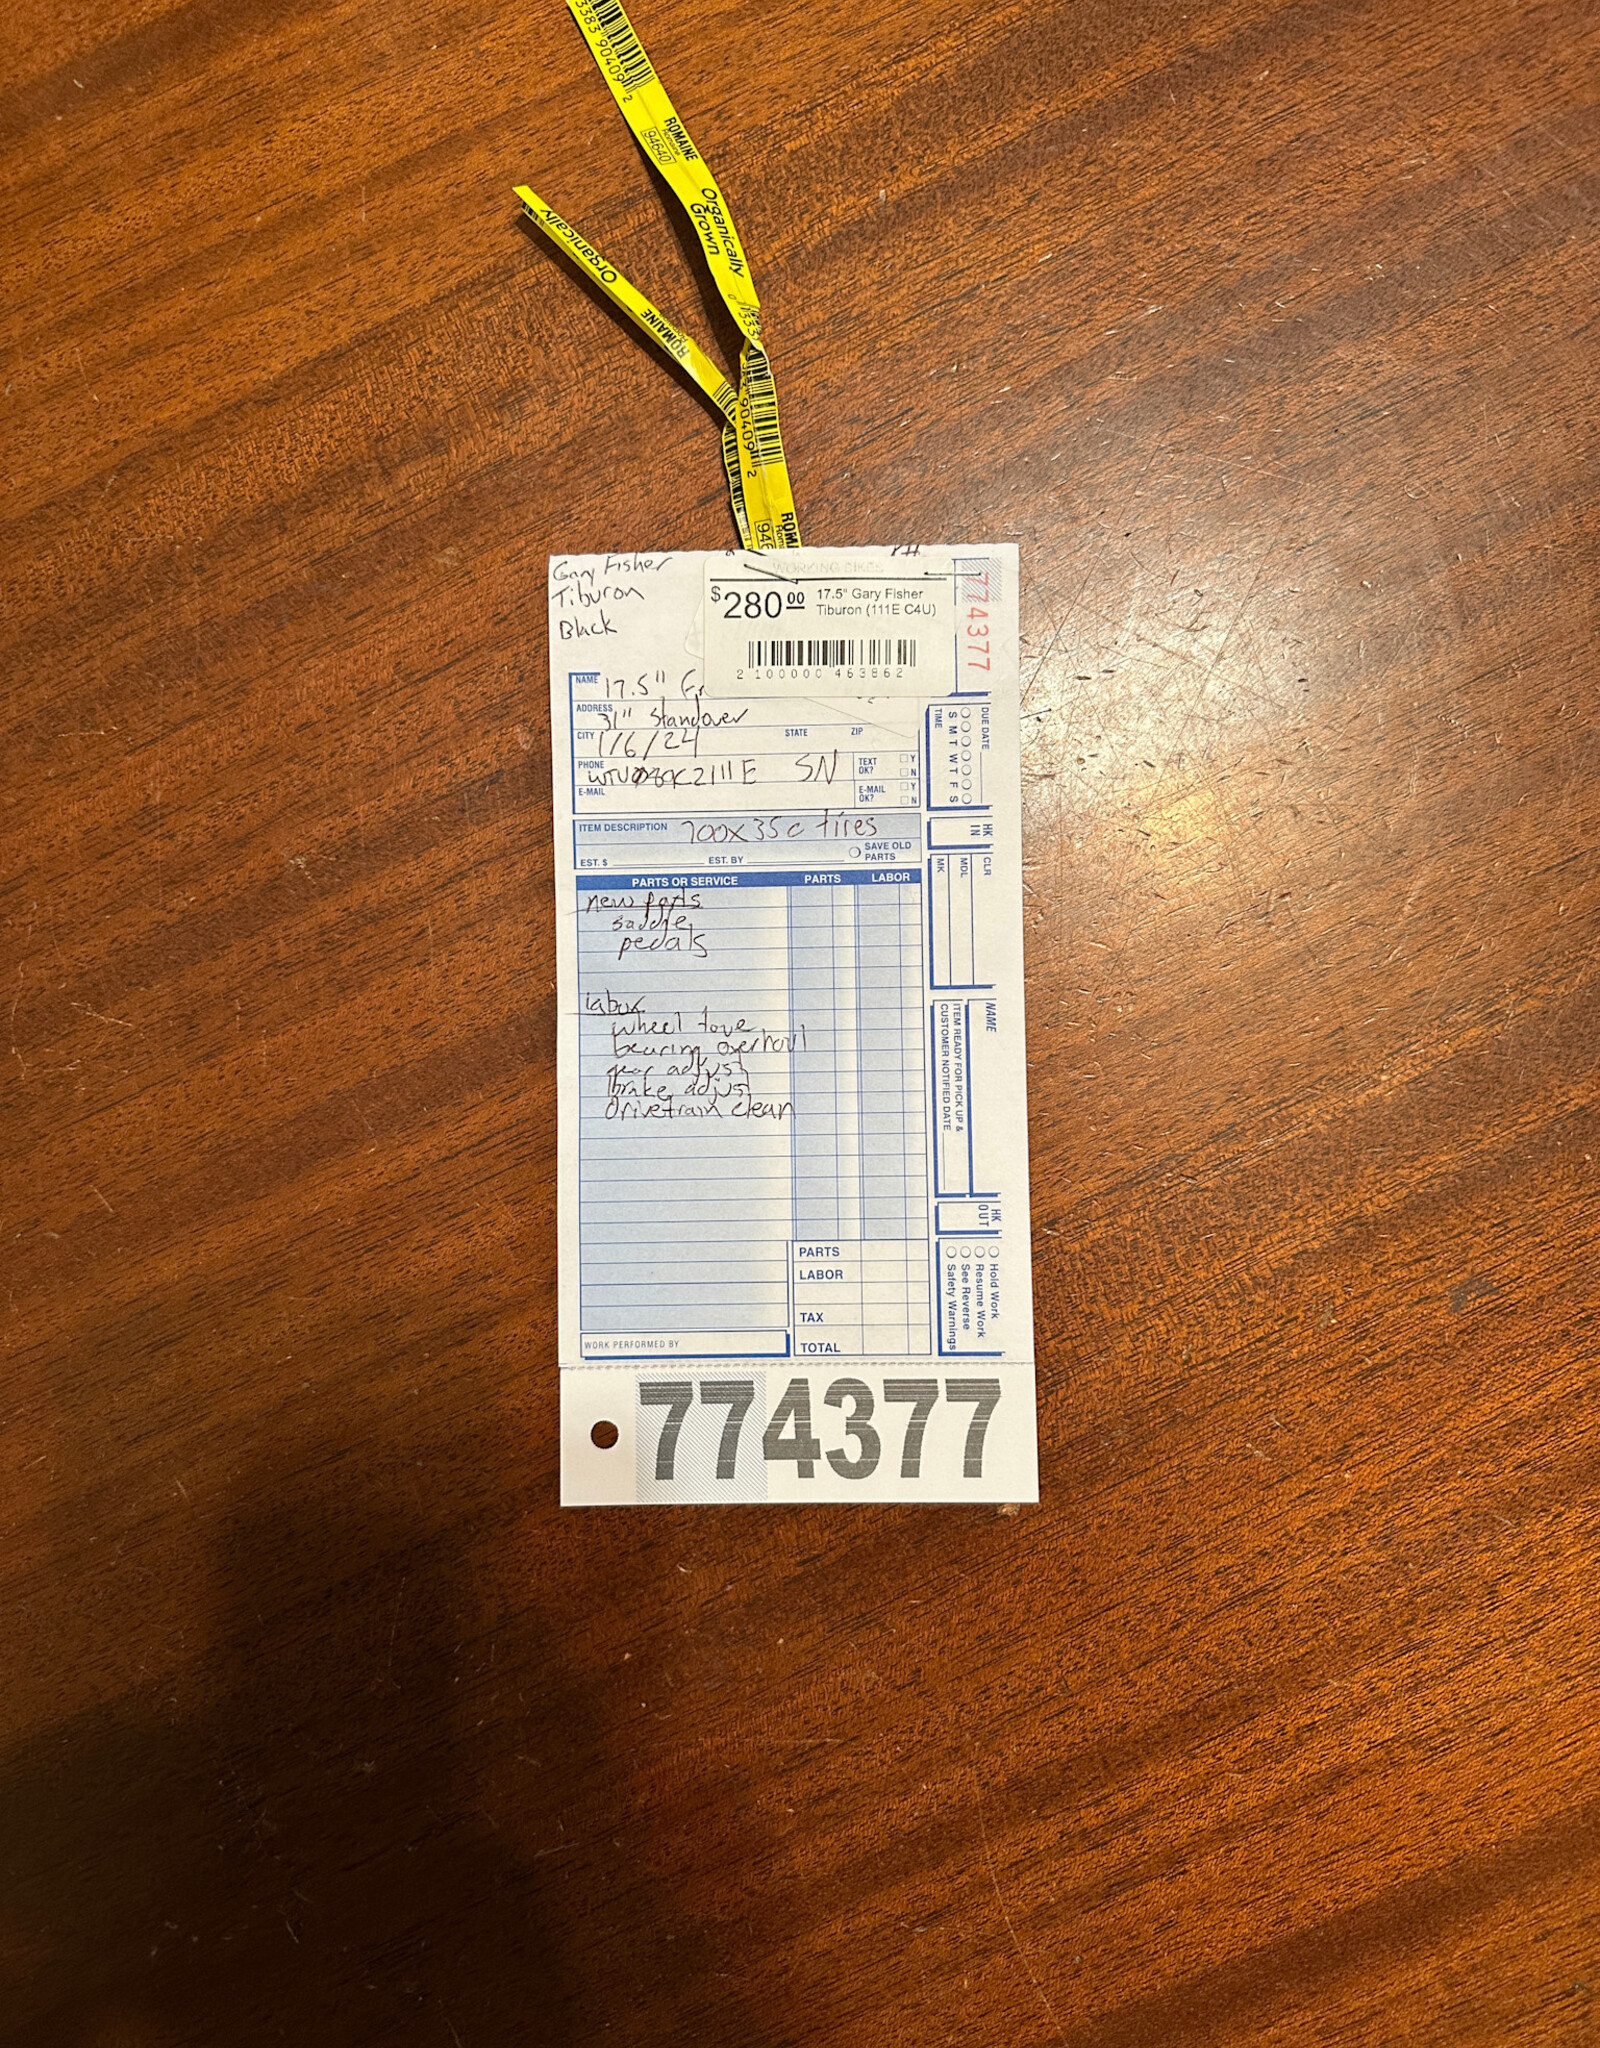 3383 90409 2
ROMAINE
Romaine
94640
Organically
Grown
Organically
ROMAINE
90409 2
ROMA
Rom
946
Gary Fisher
Tiburon
Black
WORKING BIKES
$280 00
17.5" Gary Fisher
Tiburon (111E C4U)
2 100000 463862
774377
NAME 17.5" Fr
ADDRESS 31" Standover
CITY 1/6/24 STATE ZIP
PHONE SN TEXT OK? Y N
E-MAIL E-MAIL OK? Y N
DUE DATE
S M T W T F S
TIME
HK IN
ITEM DESCRIPTION 700x35c tires
EST. $ EST. BY SAVE OLD PARTS
CLR
MDL
MK
PARTS OR SERVICE PARTS LABOR
new parts
saddle
pedals
labor
wheel true
bearing overhaul
gear adjust
brake adjust
drivetrain clean
NAME
ITEM READY FOR PICK UP &
CUSTOMER NOTIFIED DATE
HK OUT
Hold Work
Resume Work
See Reverse
Safety Warnings
PARTS
LABOR
TAX
TOTAL
WORK PERFORMED BY
774377